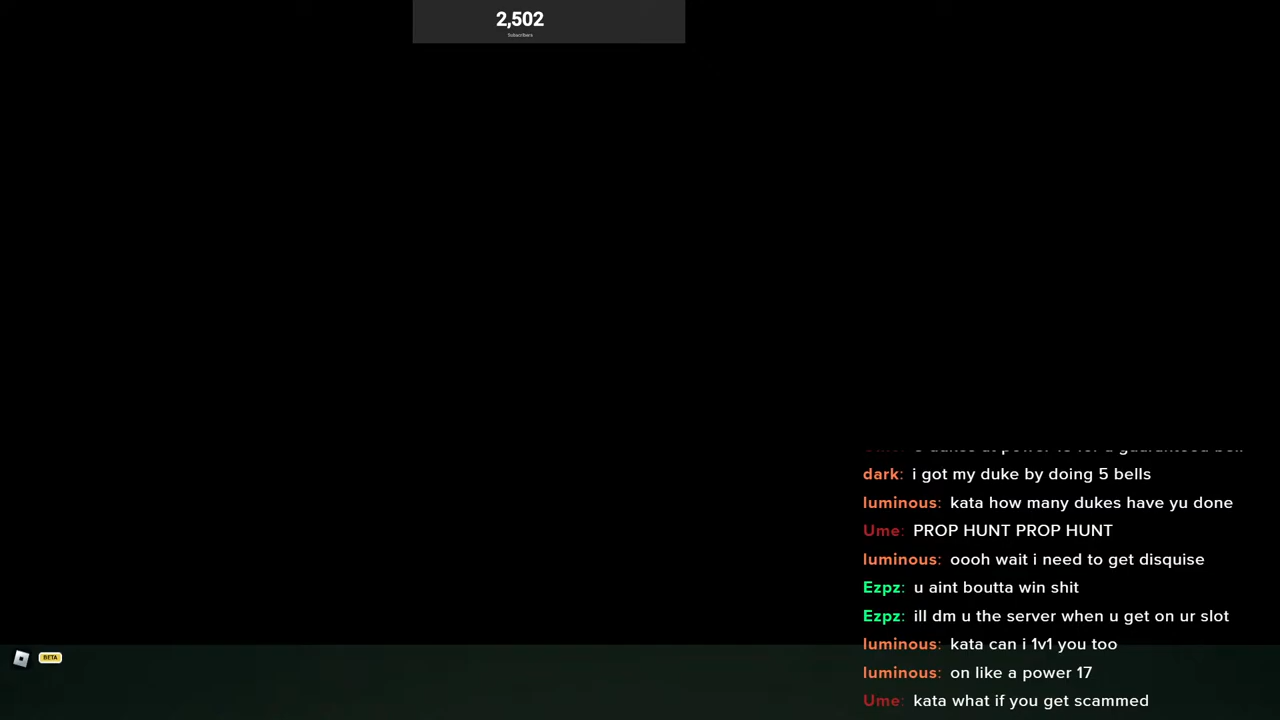 2,502
Subscribers
dark: i got my duke by doing 5 bells
luminous: kata how many dukes have yu done
Ume: PROP HUNT PROP HUNT
luminous: oooh wait i need to get disquise
Ezpz: u aint boutta win shit
Ezpz: ill dm u the server when u get on ur slot
luminous: kata can i 1v1 you too
luminous: on like a power 17
Ume: kata what if you get scammed
BETA